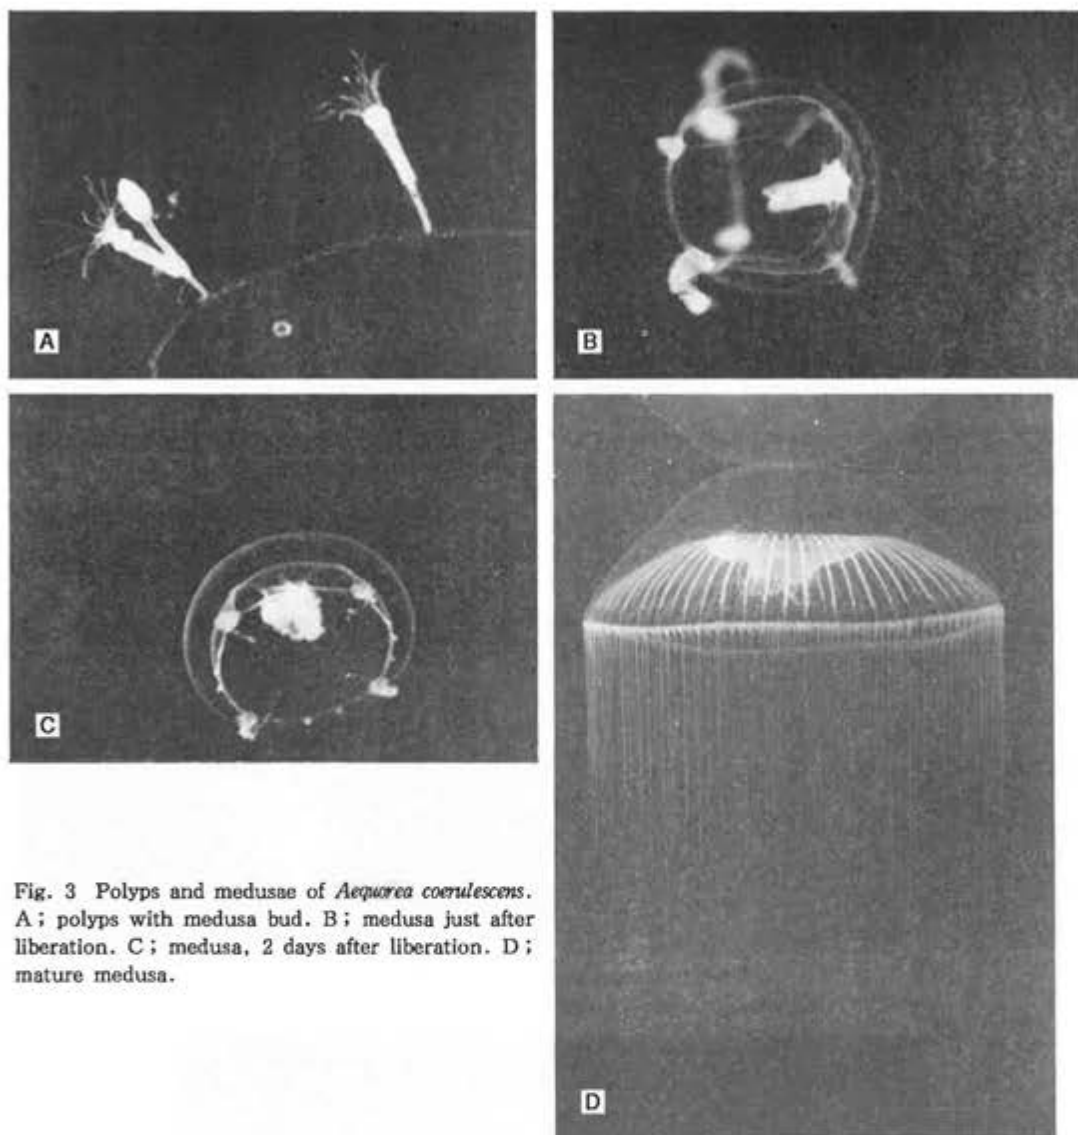 A
B
C
D
Fig. 3 Polyps and medusae of Aequorea coerulescens.
A ; polyps with medusa bud. B ; medusa just after
liberation. C ; medusa, 2 days after liberation. D ;
mature medusa.